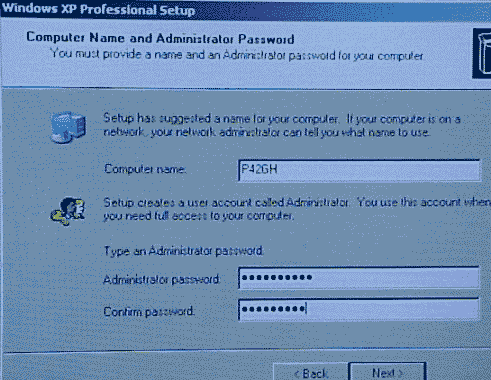 Windows XP Professional Setup
Computer Name and Administrator Password
You must provide a name and an Administrator password for your computer.
Setup has suggested a name for your computer. If your computer is on a
network, your network administrator can tell you what name to use.
Computer name: P42GH
Setup creates a user account called Administrator. You use this account when
you need full access to your computer.
Type an Administrator password.
Administrator password: ••••••••••
Confirm password: •••••••••
< Back Next >